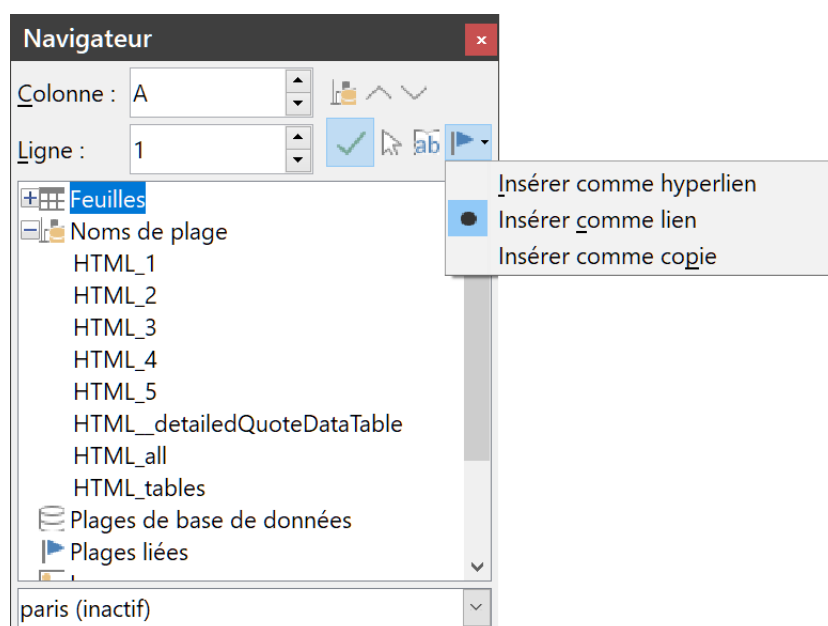 Navigateur
Colonne : A
Ligne : 1
ab
Insérer comme hyperlien
Insérer comme lien
Insérer comme copie
Feuilles
Noms de plage
HTML_1
HTML_2
HTML_3
HTML_4
HTML_5
HTML__detailedQuoteDataTable
HTML_all
HTML_tables
Plages de base de données
Plages liées
paris (inactif)